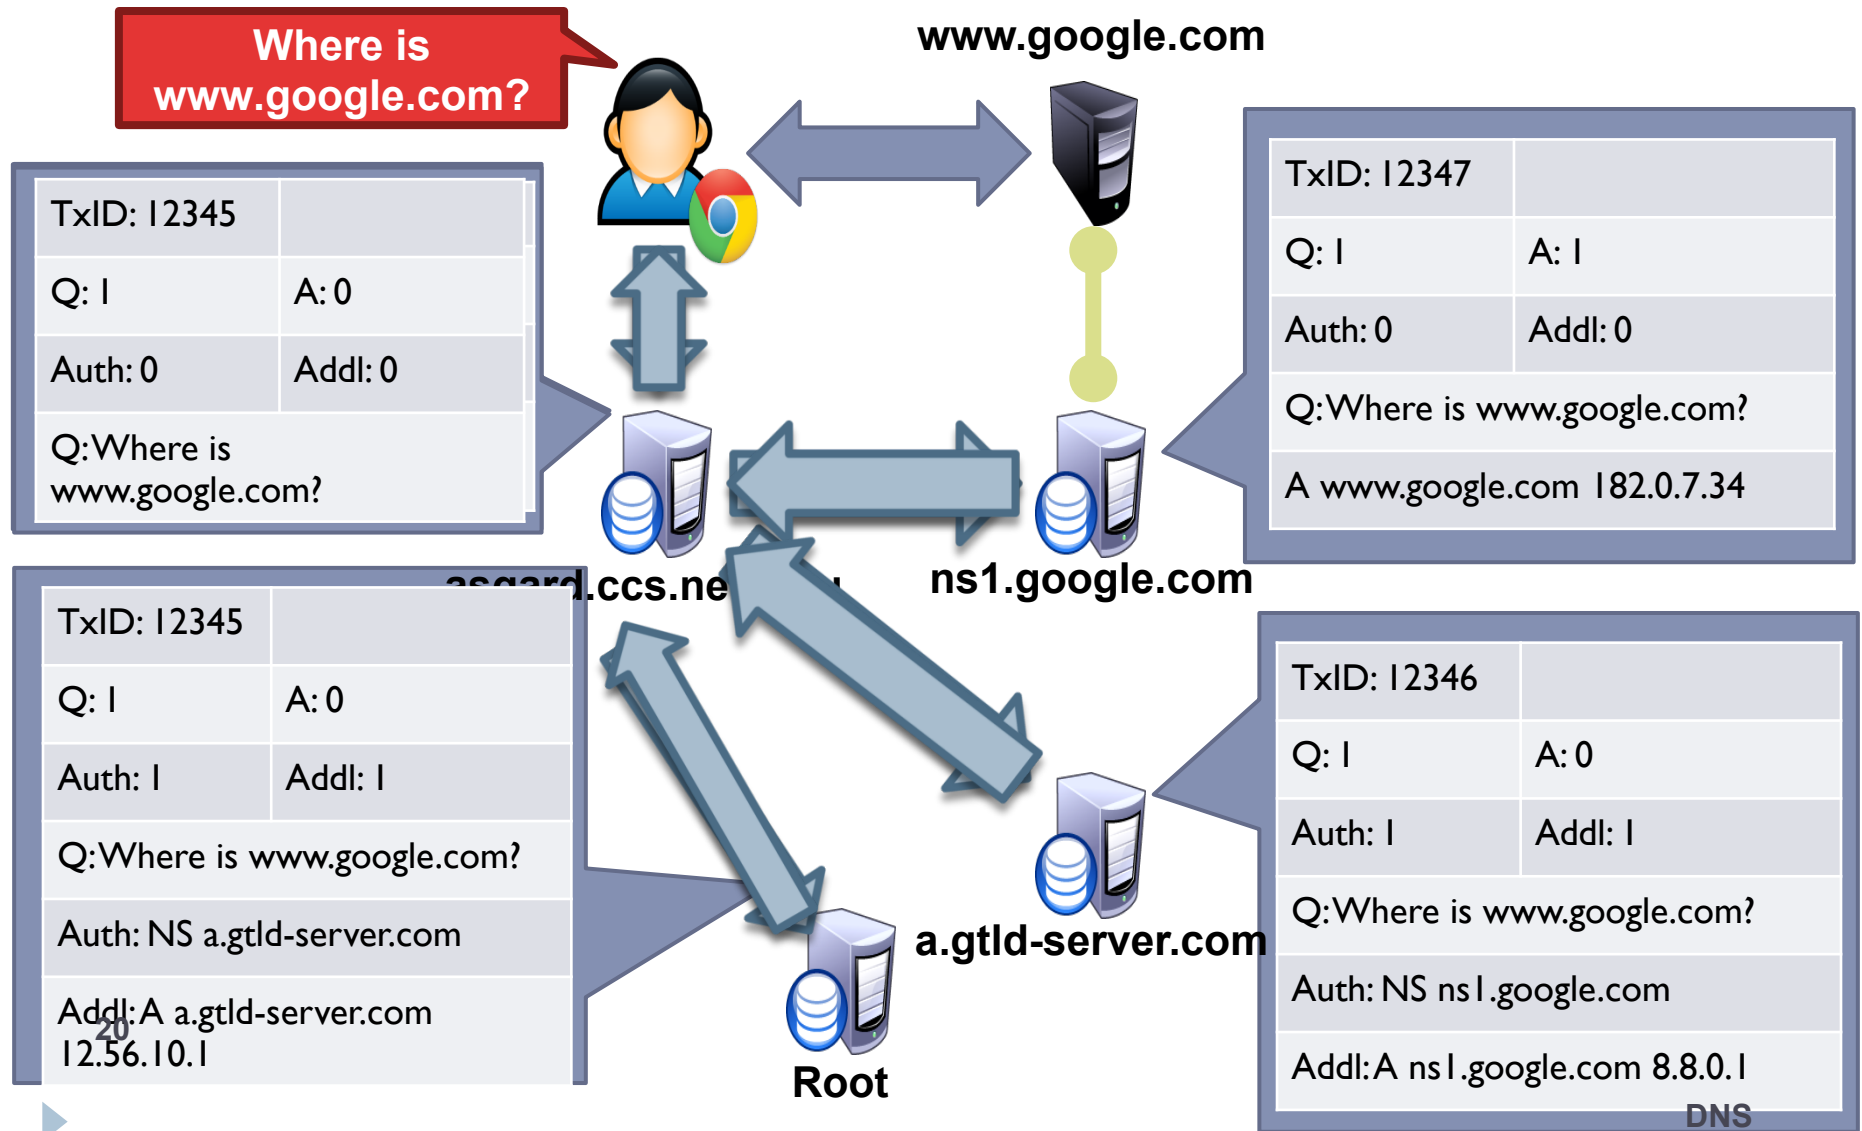 Where is
www.google.com?
www.google.com
TxID: 12345
Q: 1 A: 0
Auth: 0 Addl: 0
Q: Where is
www.google.com?
TxID: 12347
Q: 1 A: 1
Auth: 0 Addl: 0
Q: Where is www.google.com?
A www.google.com 182.0.7.34
ns1.google.com
TxID: 12345
Q: 1 A: 0
Auth: 1 Addl: 1
Q: Where is www.google.com?
Auth: NS a.gtld-server.com
Addl: A a.gtld-server.com
12.56.10.1
20
TxID: 12346
Q: 1 A: 0
Auth: 1 Addl: 1
Q: Where is www.google.com?
Auth: NS ns1.google.com
Addl: A ns1.google.com 8.8.0.1
a.gtld-server.com
Root
DNS